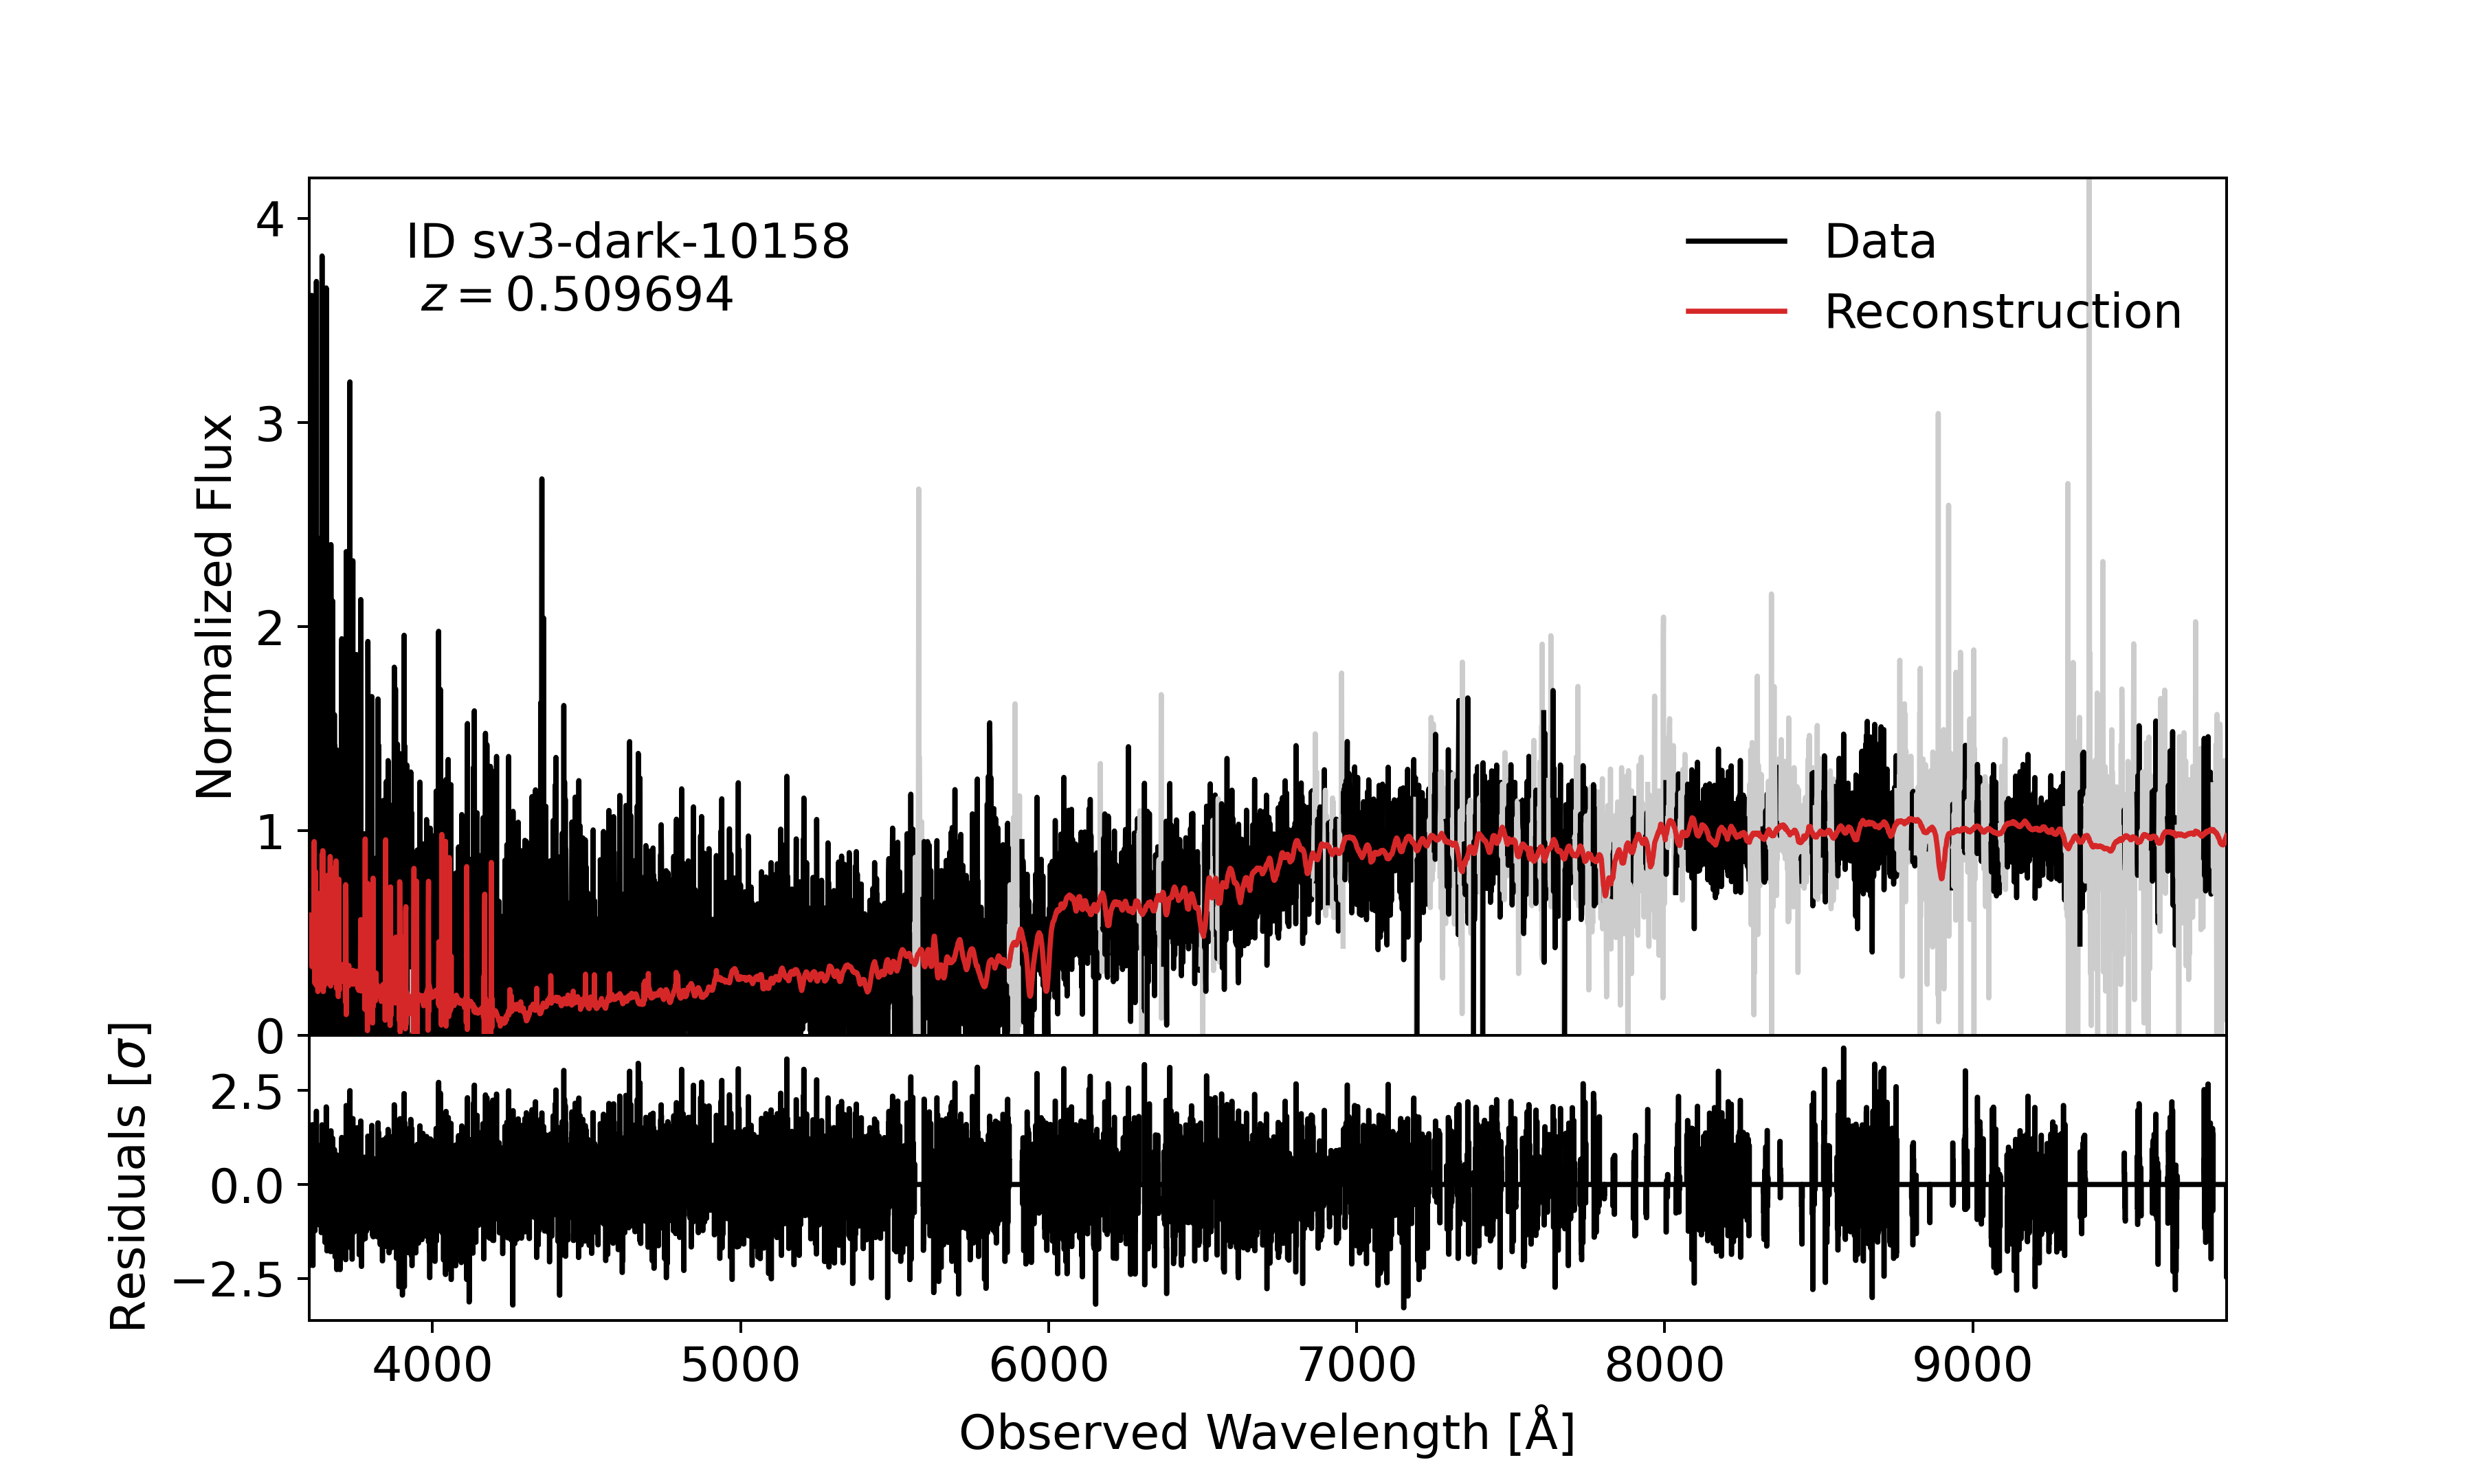 ID sv3-dark-10158
z = 0.509694
Data
Reconstruction
Normalized Flux
4
3
2
1
0
Residuals [σ]
2.5
0.0
−2.5
4000 5000 6000 7000 8000 9000
Observed Wavelength [Å]